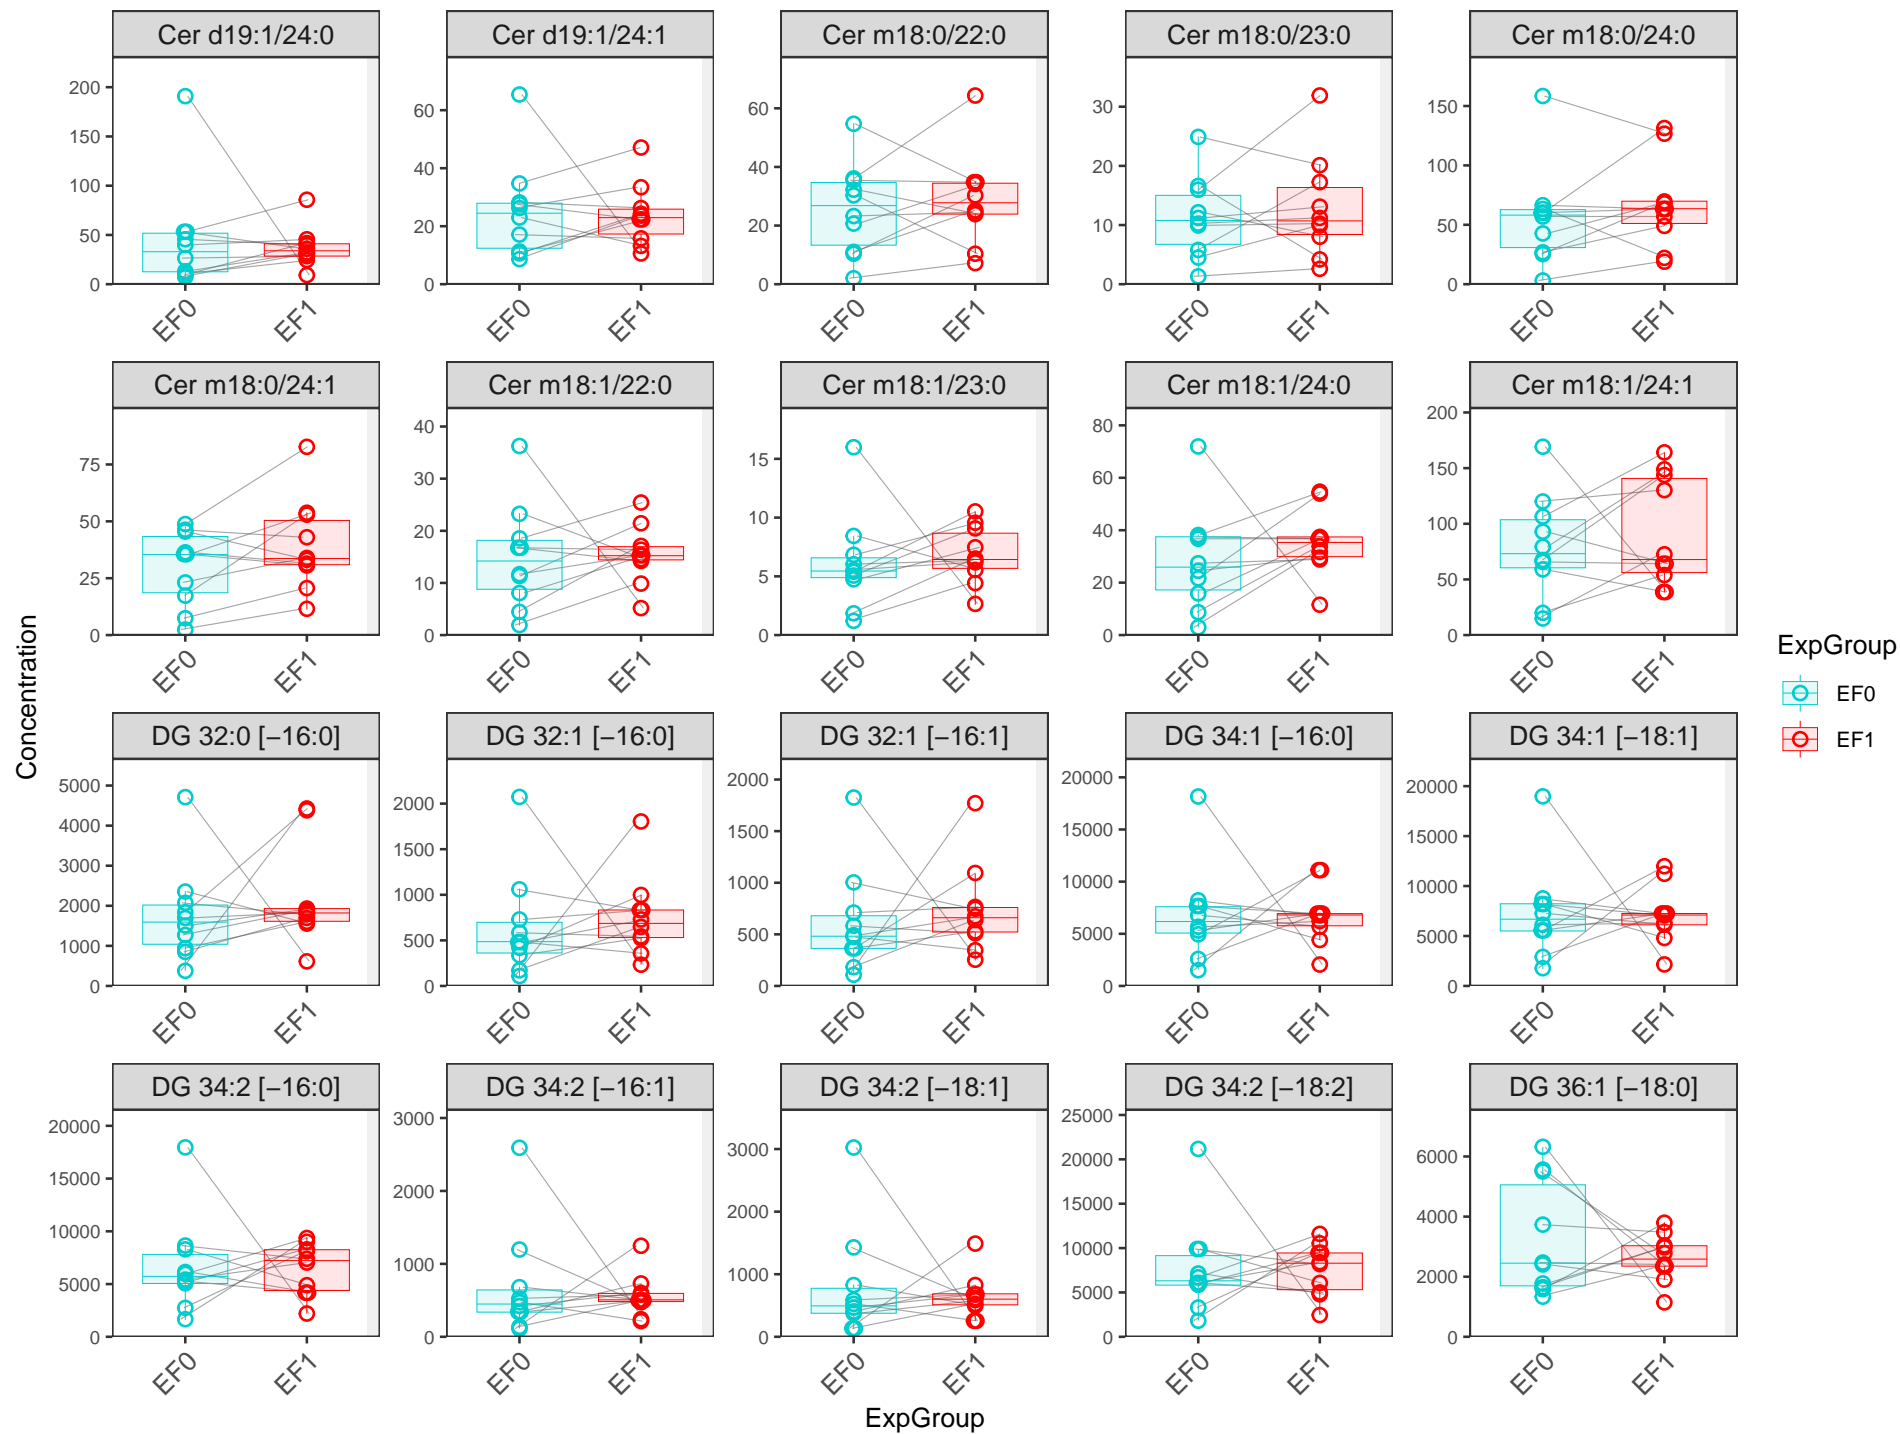 Cer d19:1/24:0 Cer d19:1/24:1 Cer m18:0/22:0 Cer m18:0/23:0 Cer m18:0/24:0
200 150 100 50 0
60 40 20 0
60 40 20 0
30 20 10 0
150 100 50 0
EF0 EF1 EF0 EF1 EF0 EF1 EF0 EF1 EF0 EF1
Cer m18:0/24:1 Cer m18:1/22:0 Cer m18:1/23:0 Cer m18:1/24:0 Cer m18:1/24:1
75 50 25 0
40 30 20 10 0
15 10 5 0
80 60 40 20 0
200 150 100 50 0
EF0 EF1 EF0 EF1 EF0 EF1 EF0 EF1 EF0 EF1
Concentration
DG 32:0 [−16:0] DG 32:1 [−16:0] DG 32:1 [−16:1] DG 34:1 [−16:0] DG 34:1 [−18:1]
5000 4000 3000 2000 1000 0
2000 1500 1000 500 0
2000 1500 1000 500 0
20000 15000 10000 5000 0
20000 15000 10000 5000 0
EF0 EF1 EF0 EF1 EF0 EF1 EF0 EF1 EF0 EF1
DG 34:2 [−16:0] DG 34:2 [−16:1] DG 34:2 [−18:1] DG 34:2 [−18:2] DG 36:1 [−18:0]
20000 15000 10000 5000 0
3000 2000 1000 0
3000 2000 1000 0
25000 20000 15000 10000 5000 0
6000 4000 2000 0
EF0 EF1 EF0 EF1 EF0 EF1 EF0 EF1 EF0 EF1
ExpGroup
ExpGroup
EF0
EF1